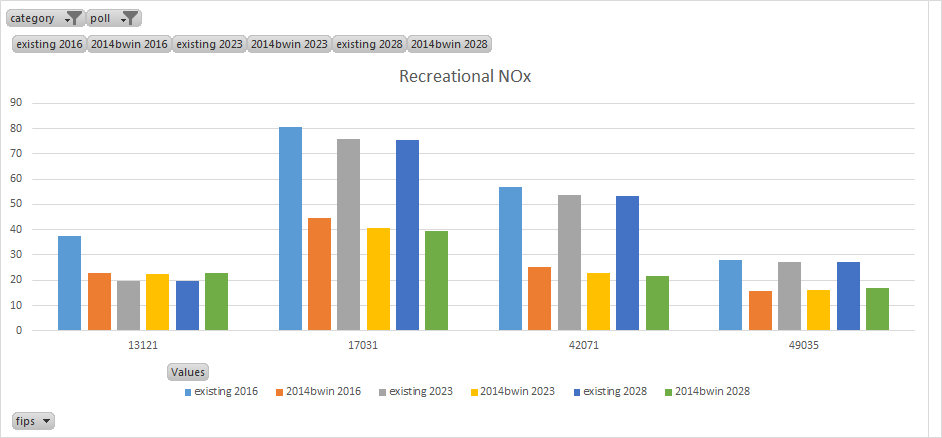 category poll
existing 2016 2014bwin 2016 existing 2023 2014bwin 2023 existing 2028 2014bwin 2028
Recreational NOx
90
80
70
60
50
40
30
20
10
0
13121 17031 42071 49035
Values
existing 2016 2014bwin 2016 existing 2023 2014bwin 2023 existing 2028 2014bwin 2028
fips